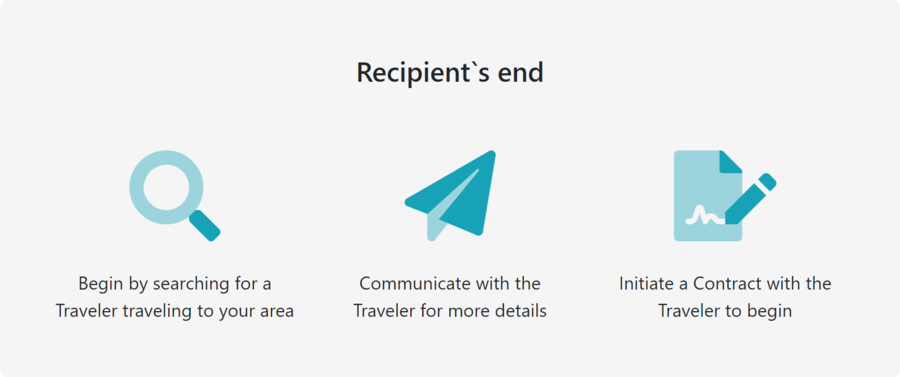 Recipient`s end
Begin by searching for a
Traveler traveling to your area
Communicate with the
Traveler for more details
Initiate a Contract with the
Traveler to begin